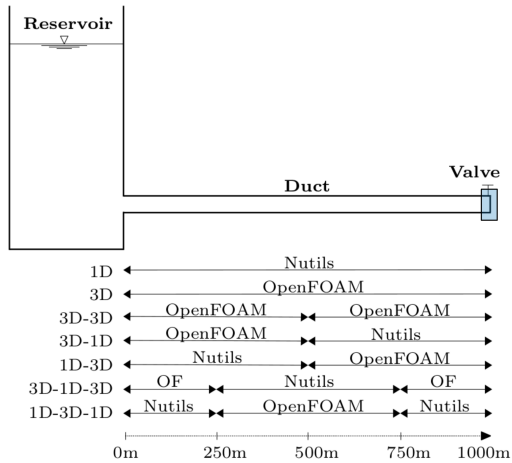 Reservoir
Valve
Duct
1D Nutils
3D OpenFOAM
3D-3D OpenFOAM OpenFOAM
3D-1D OpenFOAM Nutils
1D-3D Nutils OpenFOAM
3D-1D-3D OF Nutils OF
1D-3D-1D Nutils OpenFOAM Nutils
0m 250m 500m 750m 1000m